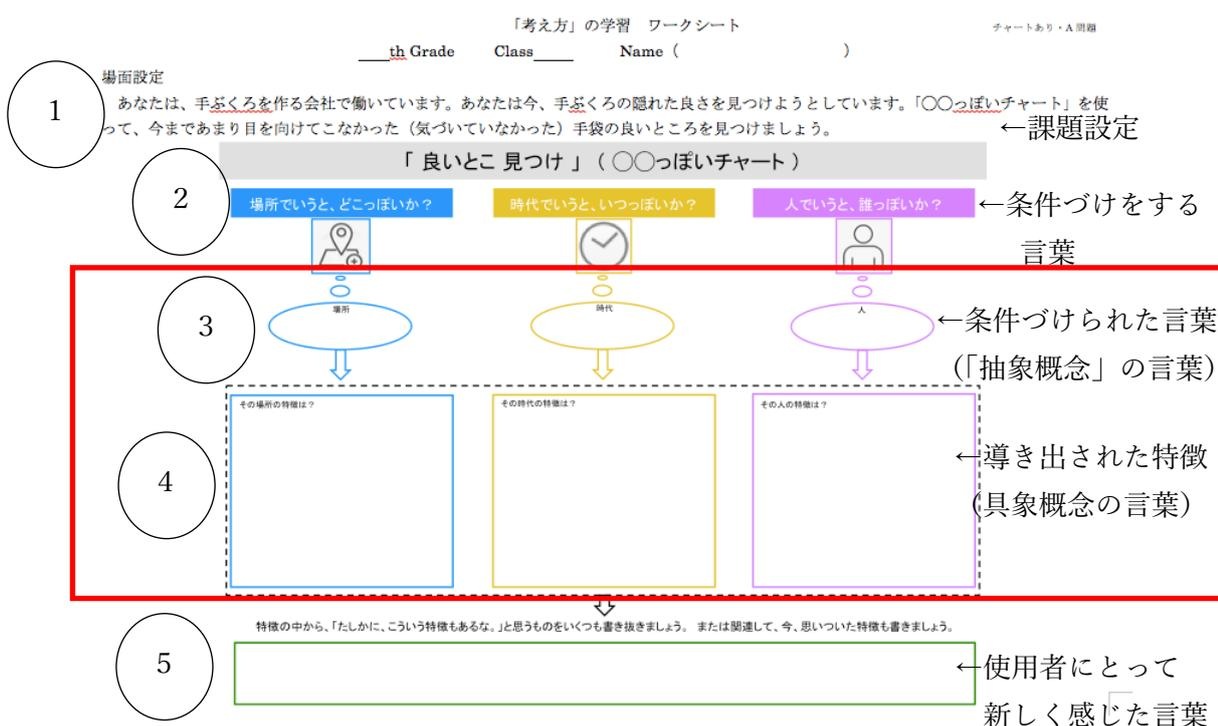 「考え方」の学習　ワークシート
チャートあり・A問題
____th Grade　Class_____　Name（　　　　　）
場面設定
1
あなたは、手ぶくろを作る会社で働いています。あなたは今、手ぶくろの隠れた良さを見つけようとしています。「〇〇っぽいチャート」を使
って、今まであまり目を向けてこなかった（気づいていなかった）手袋の良いところを見つけましょう。
←課題設定
「 良いとこ 見つけ 」（ 〇〇っぽいチャート ）
2
場所でいうと、どこっぽいか？
時代でいうと、いつっぽいか？
人でいうと、誰っぽいか？
←条件づけをする
言葉
3
場所
時代
人
←条件づけられた言葉
（「抽象概念」の言葉）
4
その場所の特徴は？
その時代の特徴は？
その人の特徴は？
←導き出された特徴
（具象概念の言葉）
特徴の中から、「たしかに、こういう特徴もあるな。」と思うものをいくつも書き抜きましょう。 または関連して、今、思いついた特徴も書きましょう。
5
←使用者にとって
新しく感じた言葉